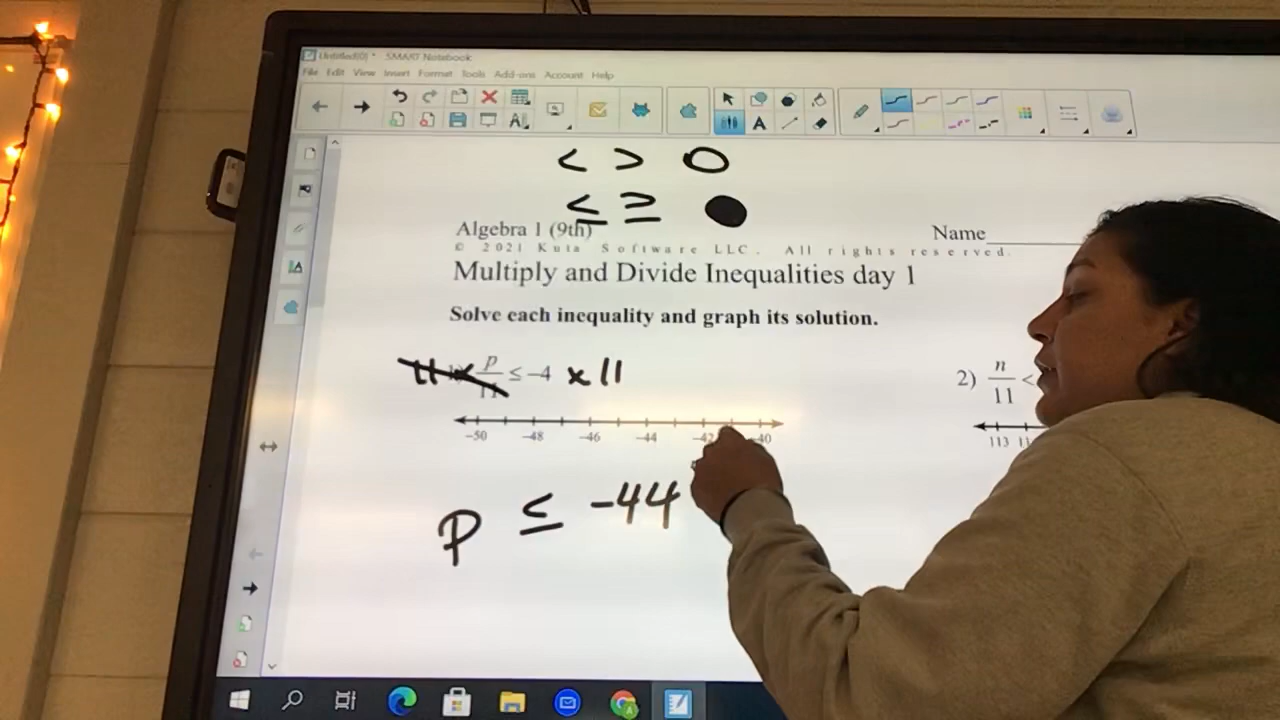 Untitled(0) * SMART Notebook
File Edit View Insert Format Tools Add-ons Account Help
< > O
≤ ≥ ●
Algebra 1 (9th)
Name
© 2021 Kuta Software LLC. All rights reserved.
Multiply and Divide Inequalities day 1
Solve each inequality and graph its solution.
11 x p/11 ≤ −4 x 11
2) n/11 <
−50 −48 −46 −44 −42 −40
113
p ≤ -44